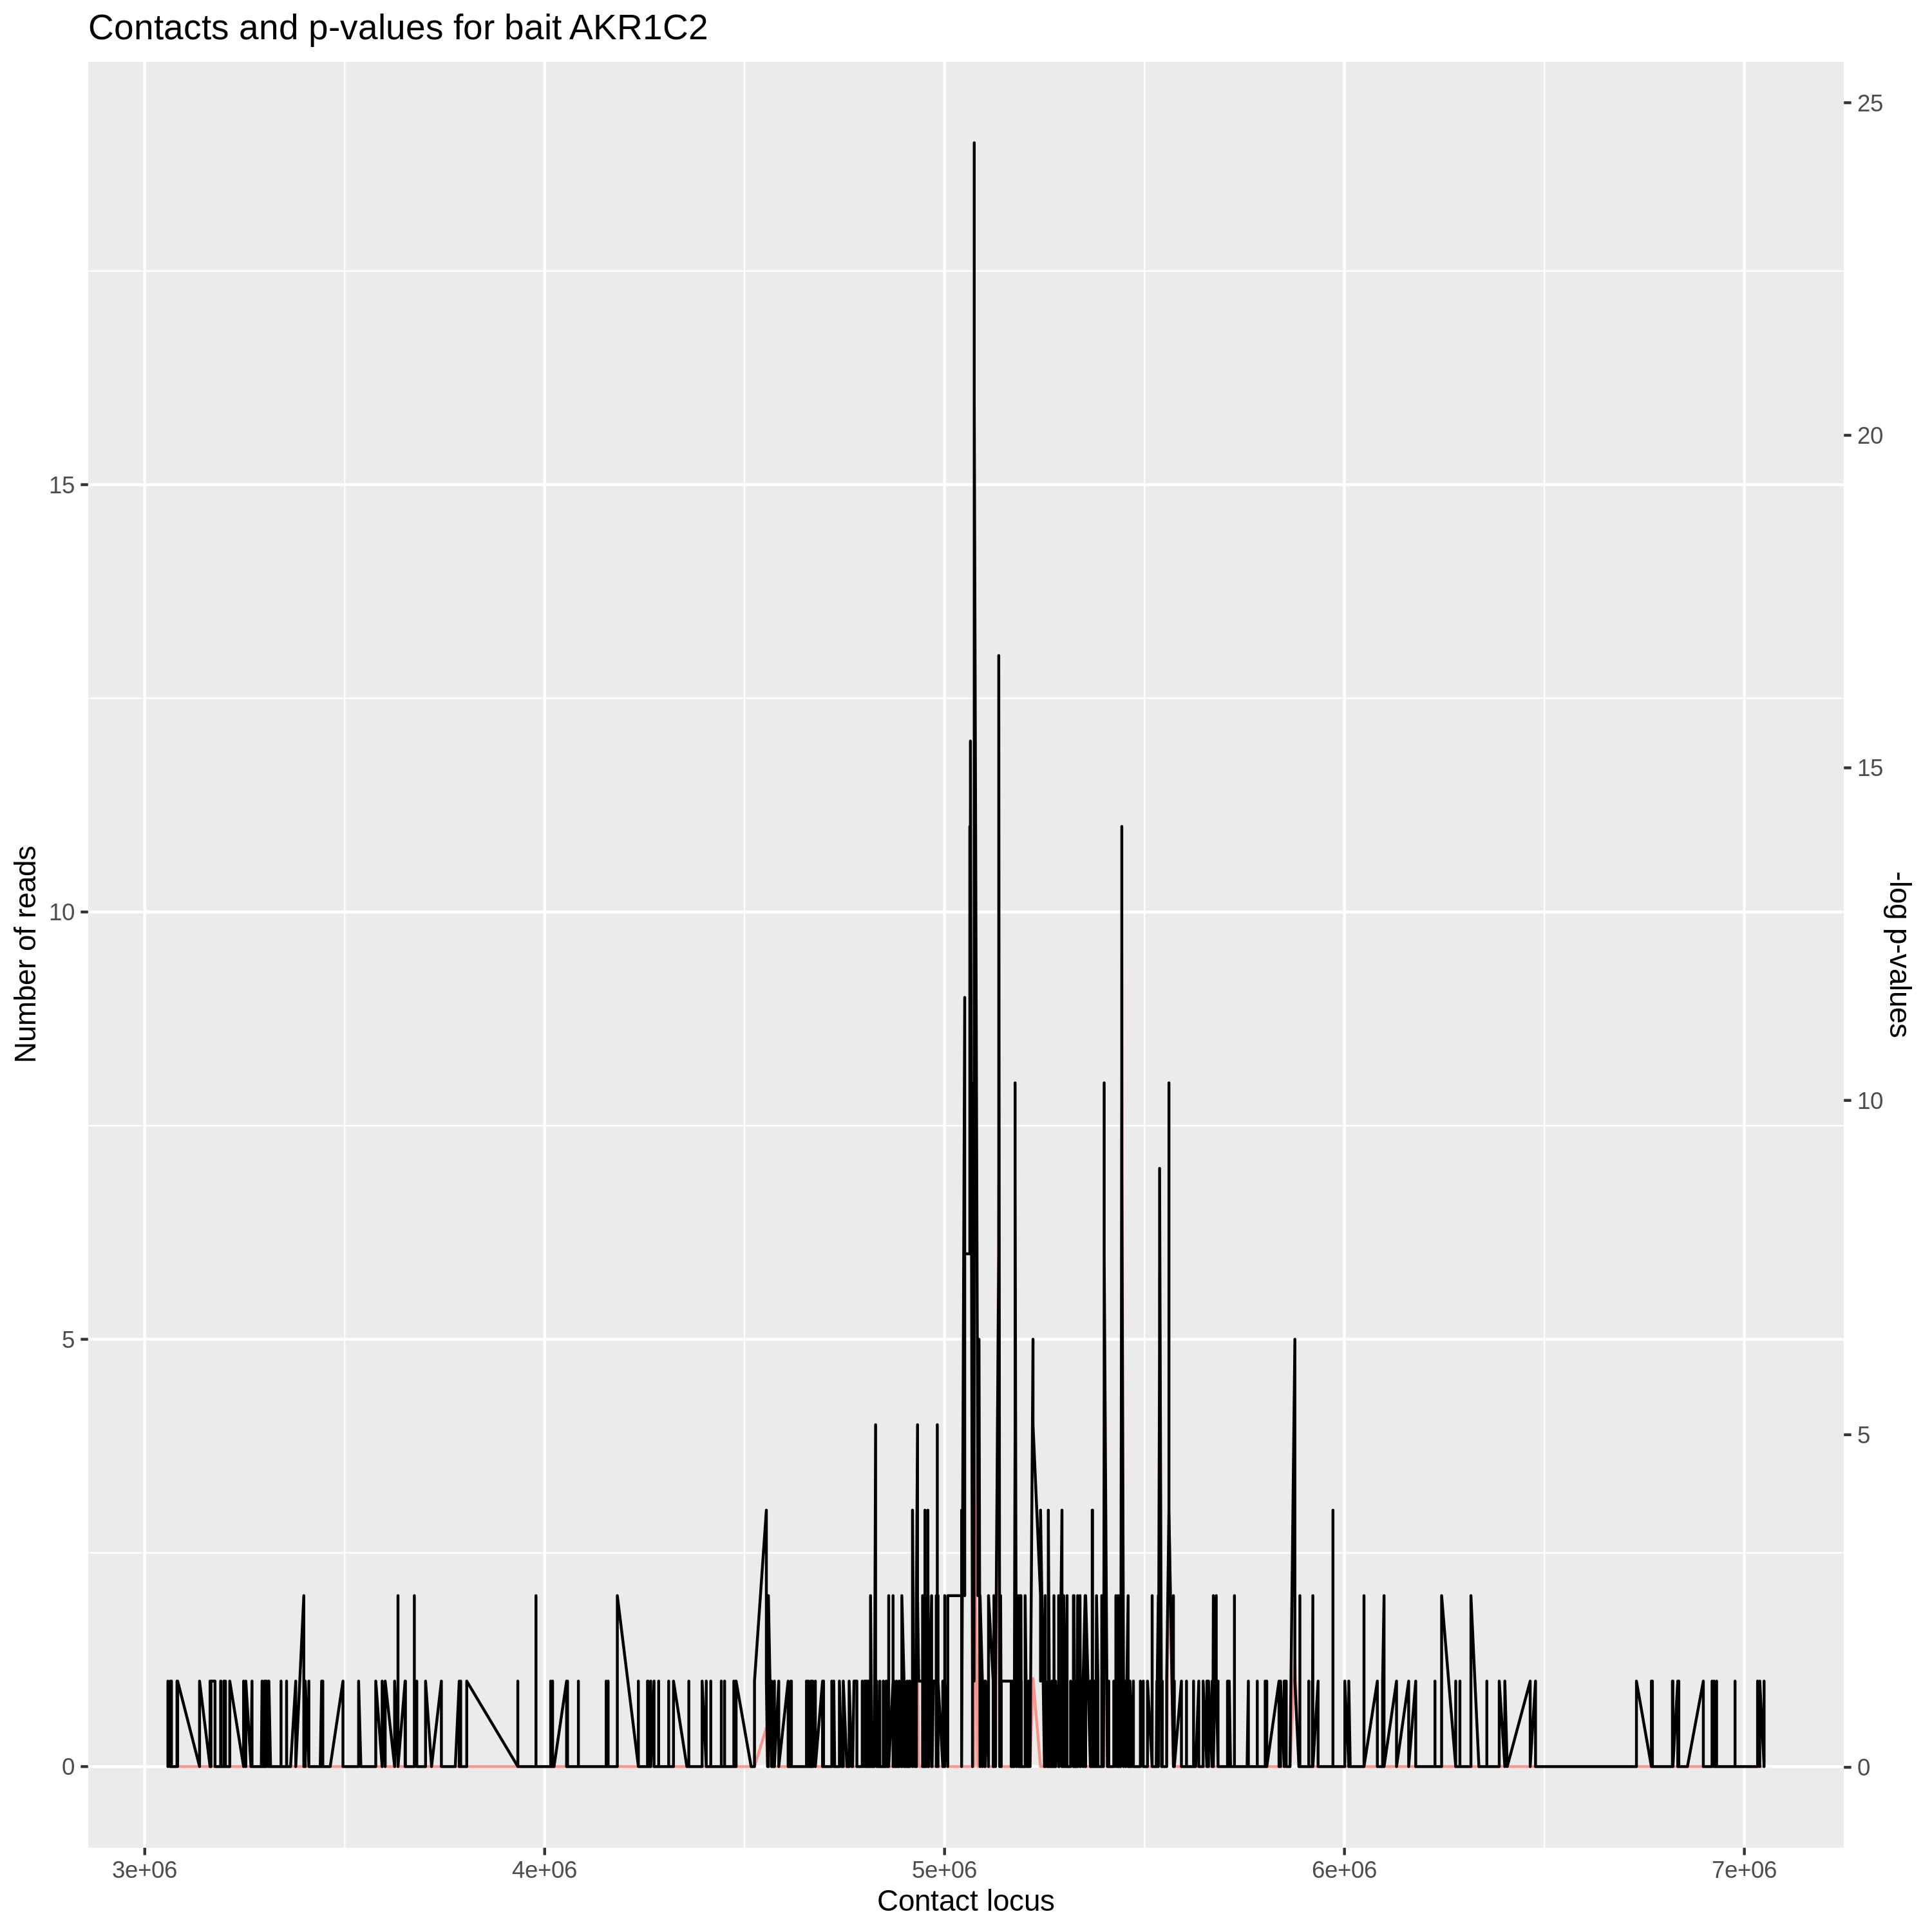 Contacts and p-values for bait AKR1C2
Number of reads
15
10
5
0
25
20
15
10
5
0
-log p-values
3e+06
4e+06
5e+06
6e+06
7e+06
Contact locus